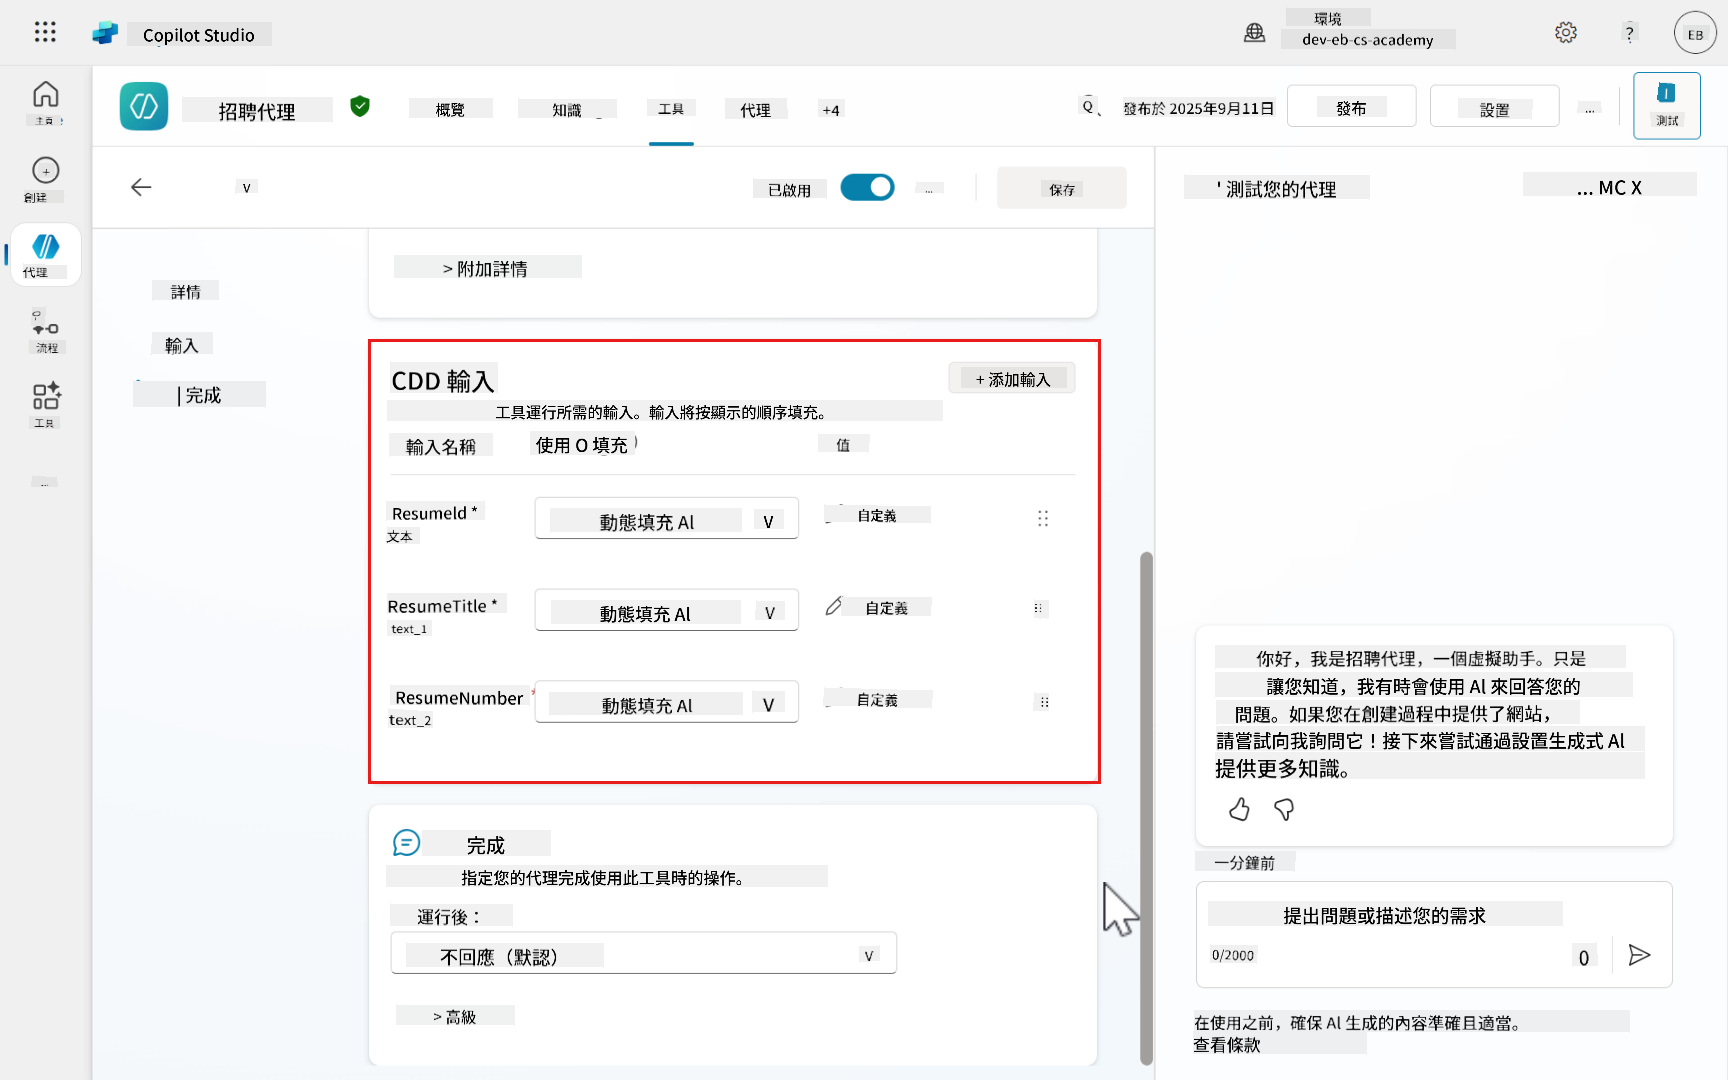 Copilot Studio
環境
dev-eb-cs-academy
?
EB
主頁
創建
代理
流程
工具
...
招聘代理
概覽
知識
工具
代理
+4
發布於 2025年9月11日
發布
設置
...
測試
V
已啟用
...
保存
' 測試您的代理
... MC X
詳情
輸入
| 完成
> 附加詳情
CDD 輸入
+ 添加輸入
工具運行所需的輸入。輸入將按顯示的順序填充。
輸入名稱
使用 O 填充
值
ResumeId *
文本
動態填充 AI
V
自定義
ResumeTitle *
text_1
動態填充 AI
V
自定義
ResumeNumber *
text_2
動態填充 AI
V
自定義
完成
指定您的代理完成使用此工具時的操作。
運行後：
不回應（默認）
V
> 高級
你好，我是招聘代理，一個虛擬助手。只是
讓您知道，我有時會使用 AI 來回答您的
問題。如果您在創建過程中提供了網站，
請嘗試向我詢問它！接下來嘗試通過設置生成式 AI
提供更多知識。
一分鐘前
提出問題或描述您的需求
0/2000
0
在使用之前，確保 AI 生成的內容準確且適當。
查看條款